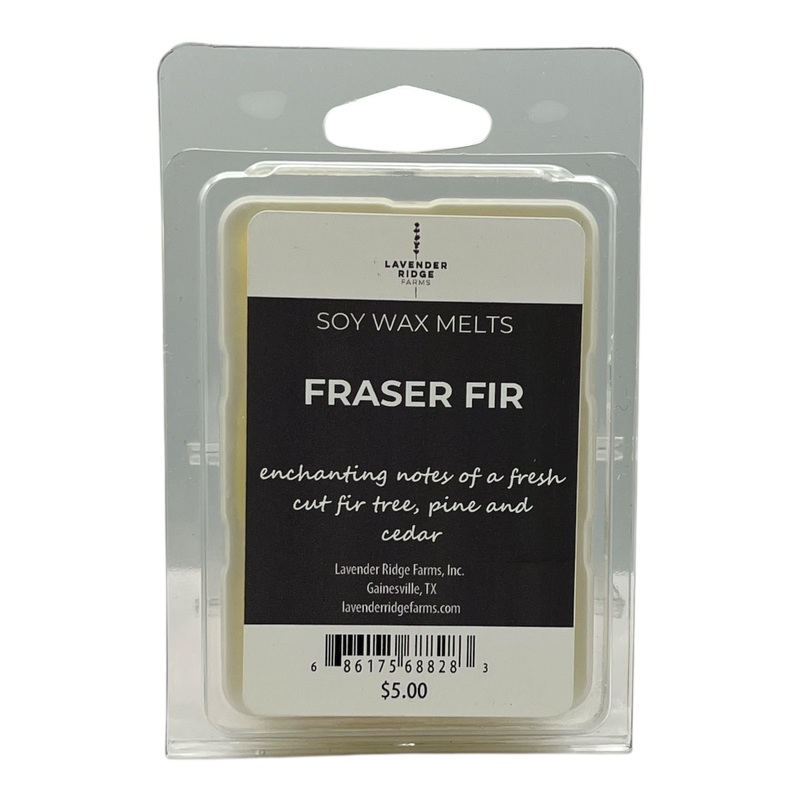 LAVENDER
RIDGE
FARMS
SOY WAX MELTS
FRASER FIR
enchanting notes of a fresh
cut fir tree, pine and
cedar
Lavender Ridge Farms, Inc.
Gainesville, TX
lavenderridgefarms.com
6 86175 68828 3
$5.00